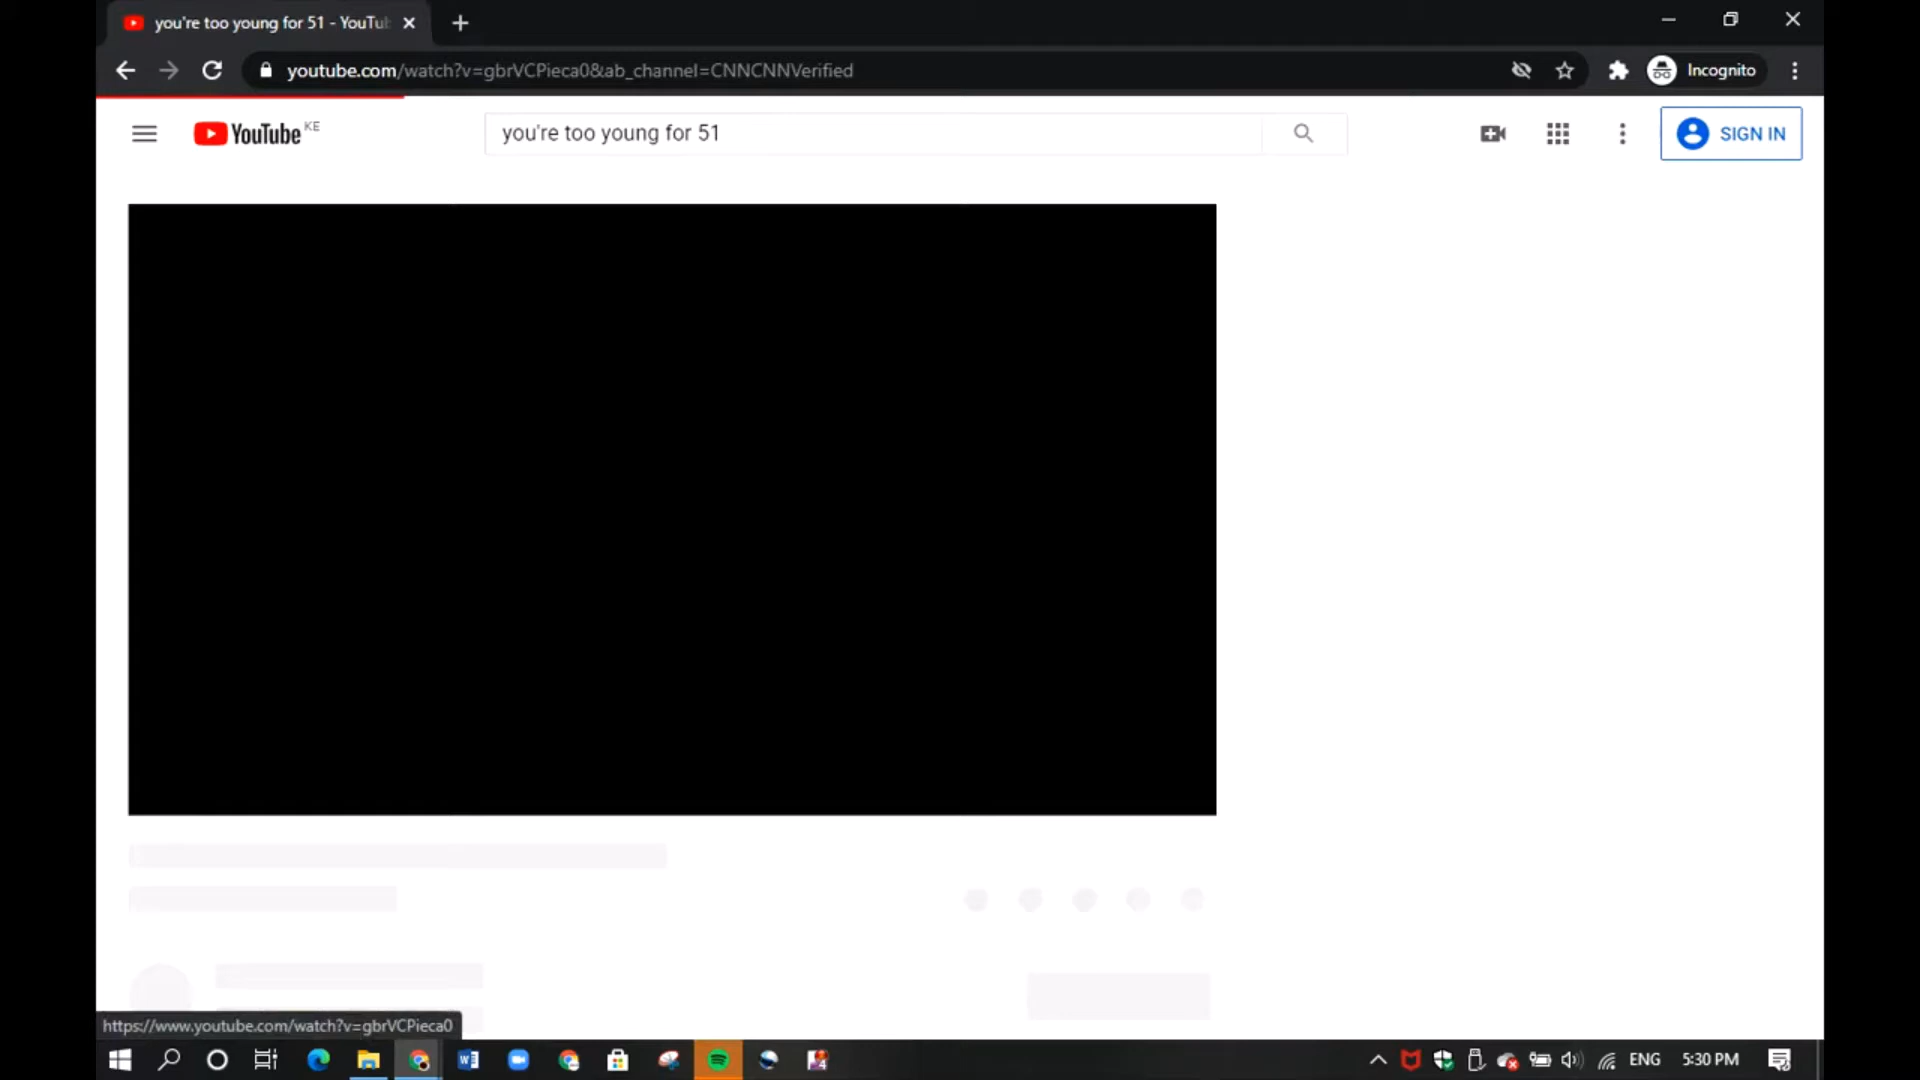 you're too young for 51 - YouTub
youtube.com/watch?v=gbrVCPieca0&ab_channel=CNNCNNVerified
Incognito
YouTube KE
you're too young for 51
SIGN IN
https://www.youtube.com/watch?v=gbrVCPieca0
ENG
5:30 PM